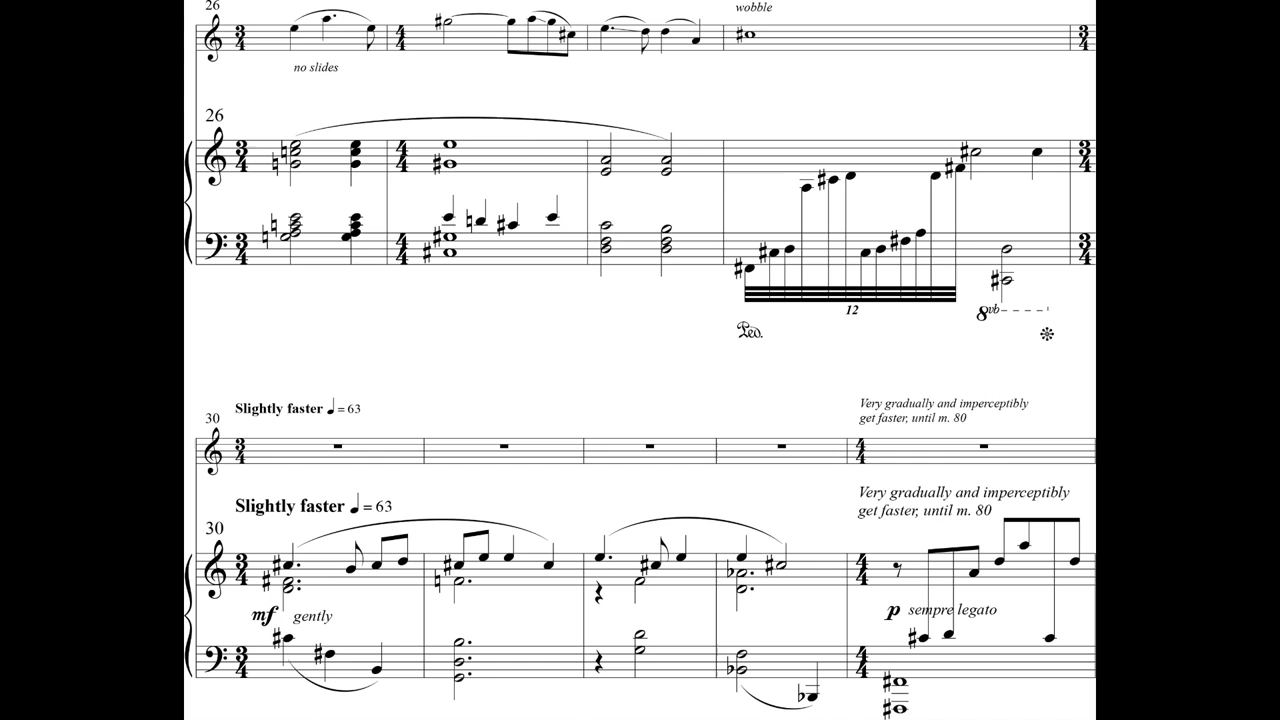 26
wobble
no slides
26
12
8vb
Ped.
Slightly faster ♩ = 63
30
Very gradually and imperceptibly
get faster, until m. 80
Slightly faster ♩ = 63
30
Very gradually and imperceptibly
get faster, until m. 80
mf gently
p sempre legato